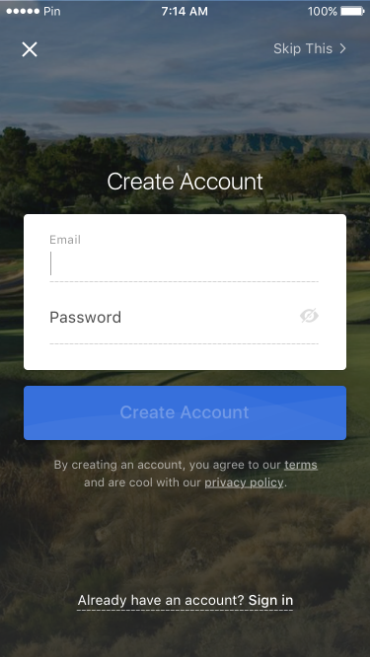 Pin 7:14 AM 100%
Skip This
Create Account
Email
Password
Create Account
By creating an account, you agree to our terms
and are cool with our privacy policy.
Already have an account? Sign in